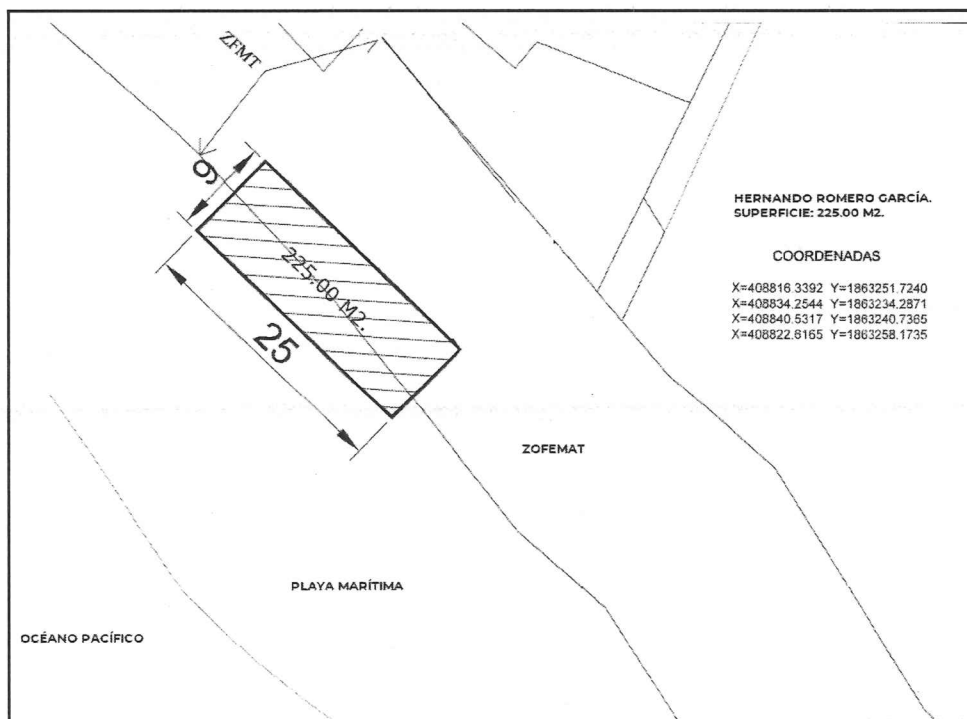 ZFMT
9
225.00 M2.
25
HERNANDO ROMERO GARCÍA.
SUPERFICIE: 225.00 M2.
COORDENADAS
X=408816.3392 Y=1863251.7240
X=408834.2544 Y=1863234.2871
X=408840.5317 Y=1863240.7365
X=408822.6165 Y=1863258.1735
ZOFEMAT
PLAYA MARÍTIMA
OCÉANO PACÍFICO